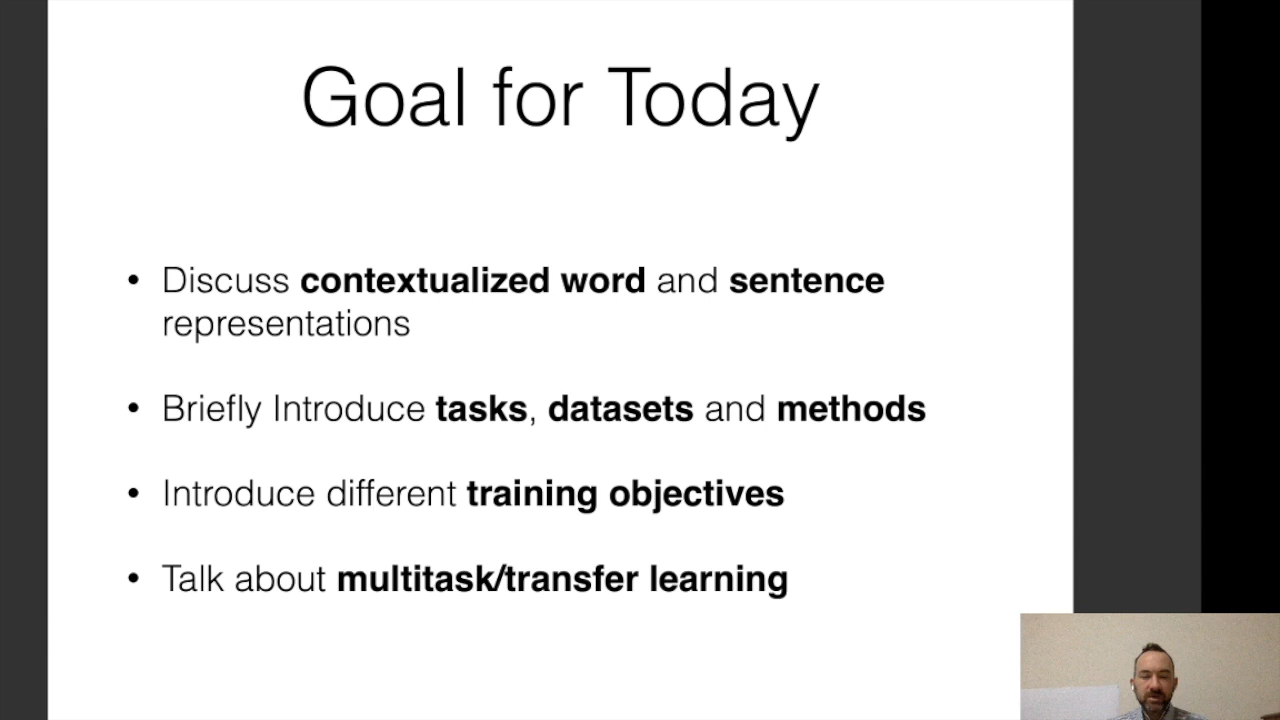 Goal for Today
• Discuss contextualized word and sentence
representations
• Briefly Introduce tasks, datasets and methods
• Introduce different training objectives
• Talk about multitask/transfer learning